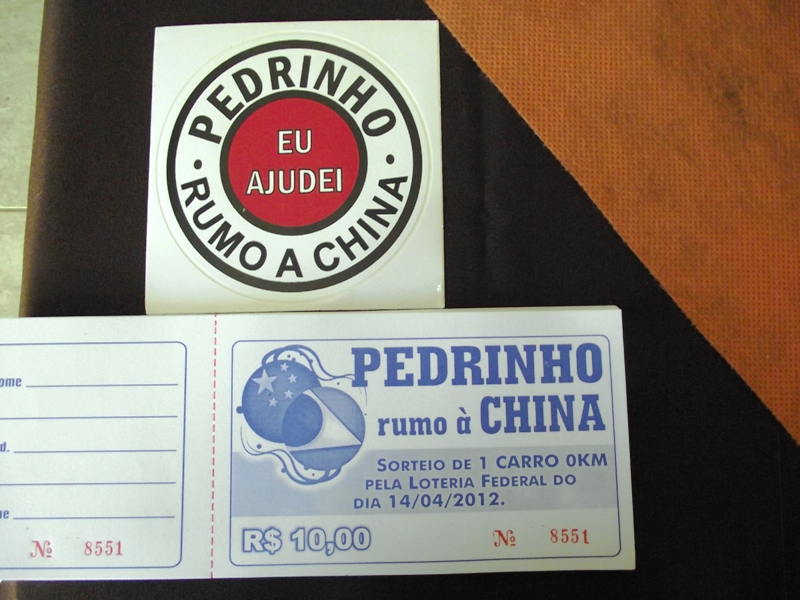 PEDRINHO
EU
AJUDEI
RUMO A CHINA
PEDRINHO
rumo à CHINA
SORTEIO DE 1 CARRO 0KM
PELA LOTERIA FEDERAL DO
DIA 14/04/2012.
R$ 10,00
Nº 8551
ome
d.
ne
Nº 8551